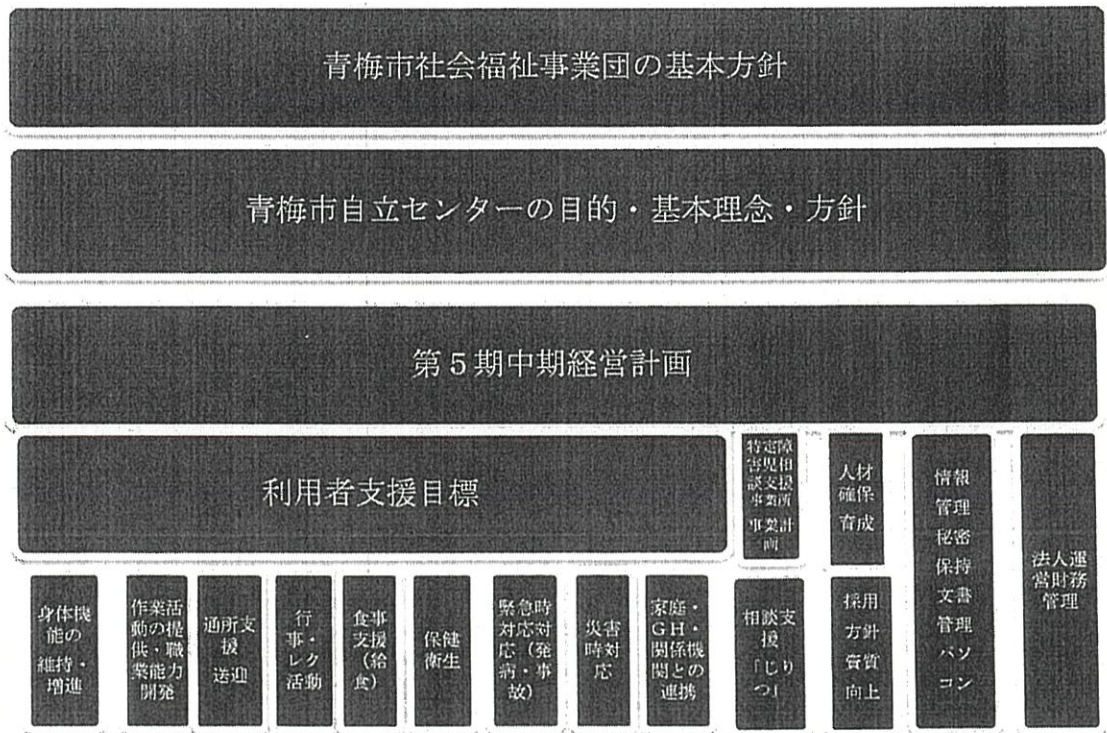 青梅市社会福祉事業団の基本方針
青梅市自立センターの目的・基本理念・方針
第5期中期経営計画
利用者支援目標
特定障
害児相
談支援
事業所
事業計
画
人材
確保
育成
情報
管理
秘密
保持
文書
管理
パソ
コン
法人運
営財務
管理
身体機
能の
維持・
増進
作業活
動の提
供・職
業能力
開発
通所支
援
送迎
行
事・
レク
活動
食事
支援
（給
食）
保健
衛生
緊急時
対応対
応（発
病・事
故）
災害
時対
応
家庭・
GH・
関係機
関との
連携
相談支
援
「じり
つ」
採用
方針
資質
向上